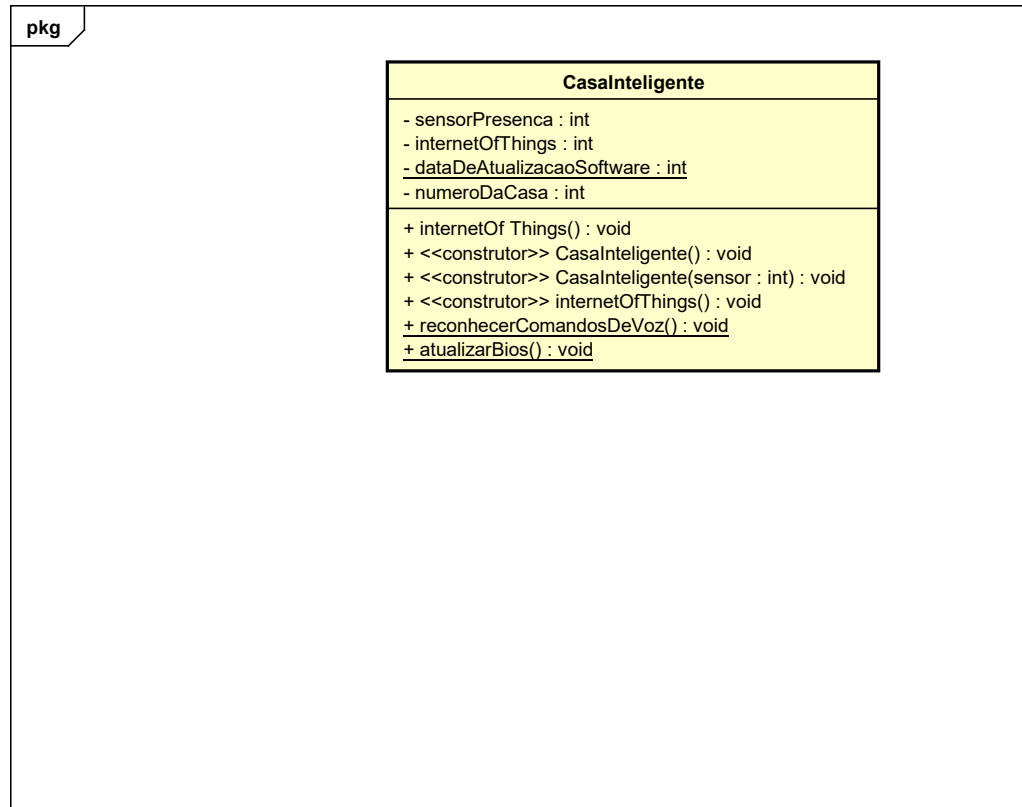 pkg
CasaInteligente
- sensorPresenca : int
- internetOfThings : int
- dataDeAtualizacaoSoftware : int
- numeroDaCasa : int
+ internetOf Things() : void
+ <<construtor>> CasaInteligente() : void
+ <<construtor>> CasaInteligente(sensor : int) : void
+ <<construtor>> internetOfThings() : void
+ reconhecerComandosDeVoz() : void
+ atualizarBios() : void